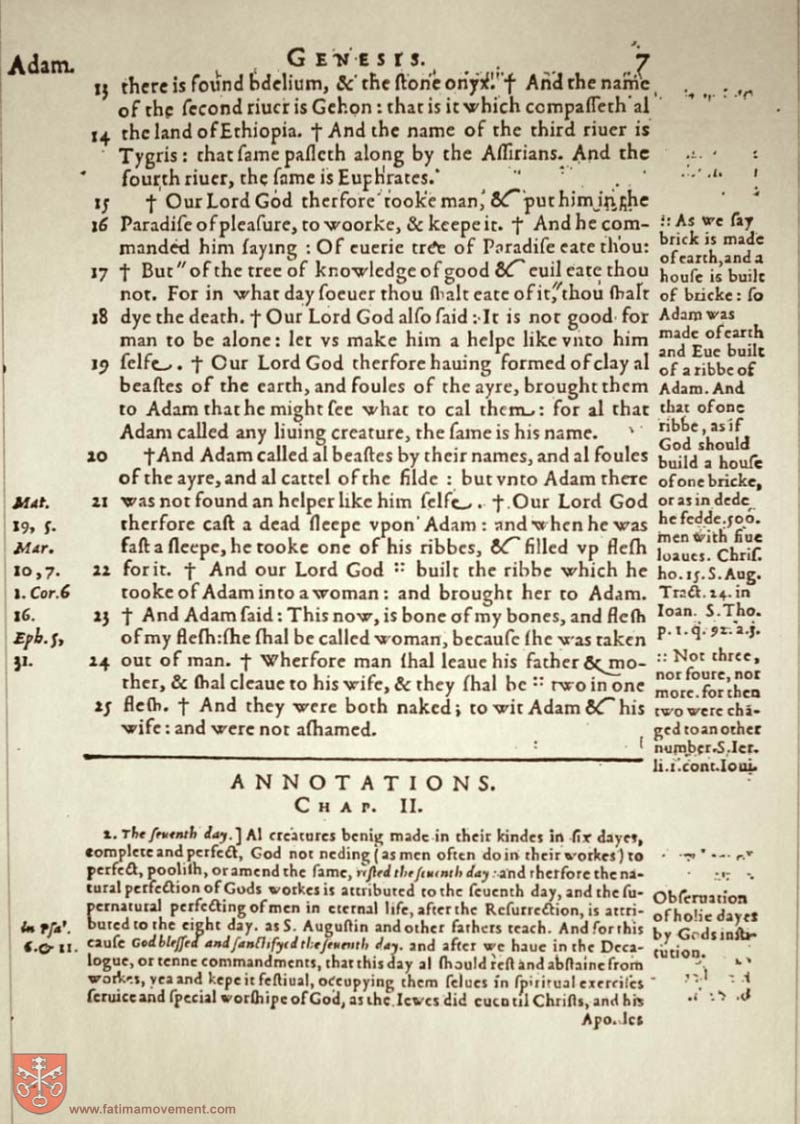 Adam.
GENESIS.
7
13 there is found bdelium, & the ſtone onyx." † And the name
of the ſecond riuer is Gehon: that is it which compaſſeth al
14 the land of Ethiopia. † And the name of the third riuer is
Tygris: that ſame paſſeth along by the Aſſirians. And the
fourth riuer, the ſame is Euphrates.
15 † Our Lord God therfore tooke man, & put him in the
16 Paradiſe of pleaſure, to woorke, & keepe it. † And he com-
manded him ſaying: Of euerie tree of Paradiſe eate thou:
17 † But" of the tree of knowledge of good & euil eate thou
not. For in what day ſoeuer thou ſhalt eate of it," thou ſhalt
18 dye the death. † Our Lord God alſo ſaid: It is not good for
man to be alone: let vs make him a helpe like vnto him
19 ſelfe. † Our Lord God therfore hauing formed of clay al
beaſtes of the earth, and foules of the ayre, brought them
to Adam that he might ſee what to cal them: for al that
Adam called any liuing creature, the ſame is his name.
20 † And Adam called al beaſtes by their names, and al foules
of the ayre, and al cattel of the filde: but vnto Adam there
21 was not found an helper like him ſelfe. † Our Lord God
therfore caſt a dead ſleepe vpon Adam: and when he was
faſt a ſleepe, he tooke one of his ribbes, & filled vp fleſh
22 for it. † And our Lord God :: built the ribbe which he
tooke of Adam into a woman: and brought her to Adam.
23 † And Adam ſaid: This now, is bone of my bones, and fleſh
of my fleſh: ſhe ſhal be called woman, becauſe ſhe was taken
24 out of man. † Wherfore man ſhal leaue his father & mo-
ther, & ſhal cleaue to his wife, & they ſhal be :: two in one
25 fleſh. † And they were both naked; to wit Adam & his
wife: and were not aſhamed.
Mat.
19, 5.
Mar.
10, 7.
1. Cor. 6
16.
Eph. 5,
31.
:: As we ſay
brick is made
of earth, and a
houſe is built
of bricke: ſo
Adam was
made of earth
and Eue built
of a ribbe of
Adam. And
that of one
ribbe, as if
God should
build a houſe
of one bricke,
or as in dede
he fedde. 500.
men with fiue
loaues. Chriſ.
ho. 15. S. Aug.
Tract. 24. in
Ioan. S. Tho.
p. 1. q. 92. a. 3.
:: Not three,
nor foure, nor
more. for then
two were chā-
ged to an other
number. S. Ier.
li. 1. cont. Ioui.
ANNOTATIONS.
CHAP. II.
2. The ſeuenth day.] Al creatures benig made in their kindes in ſix dayes,
complete and perfect, God not neding (as men often do in their workes) to
perfect, pooliſh, or amend the ſame, reſted the ſeuenth day: and therfore the na-
tural perfection of Gods workes is attributed to the ſeuenth day, and the ſu-
pernatural perfecting of men in eternal life, after the Reſurrection, is attri-
buted to the eight day. as S. Auguſtin and other fathers teach. And for this
cauſe God bleſſed and ſanctifyed the ſeuenth day. and after we haue in the Deca-
logue, or tenne commandments, that this day al ſhould reſt and abſtaine from
workes, yea and kepe it feſtiual, occupying them ſelues in ſpiritual exerciſes
ſeruice and ſpecial worſhipe of God, as the Iewes did euen til Chriſts, and his
Apoſtles
in Pſa.
6. & 11.
Obſeruation
of holie dayes
by Gods inſti-
tution.
www.fatimamovement.com